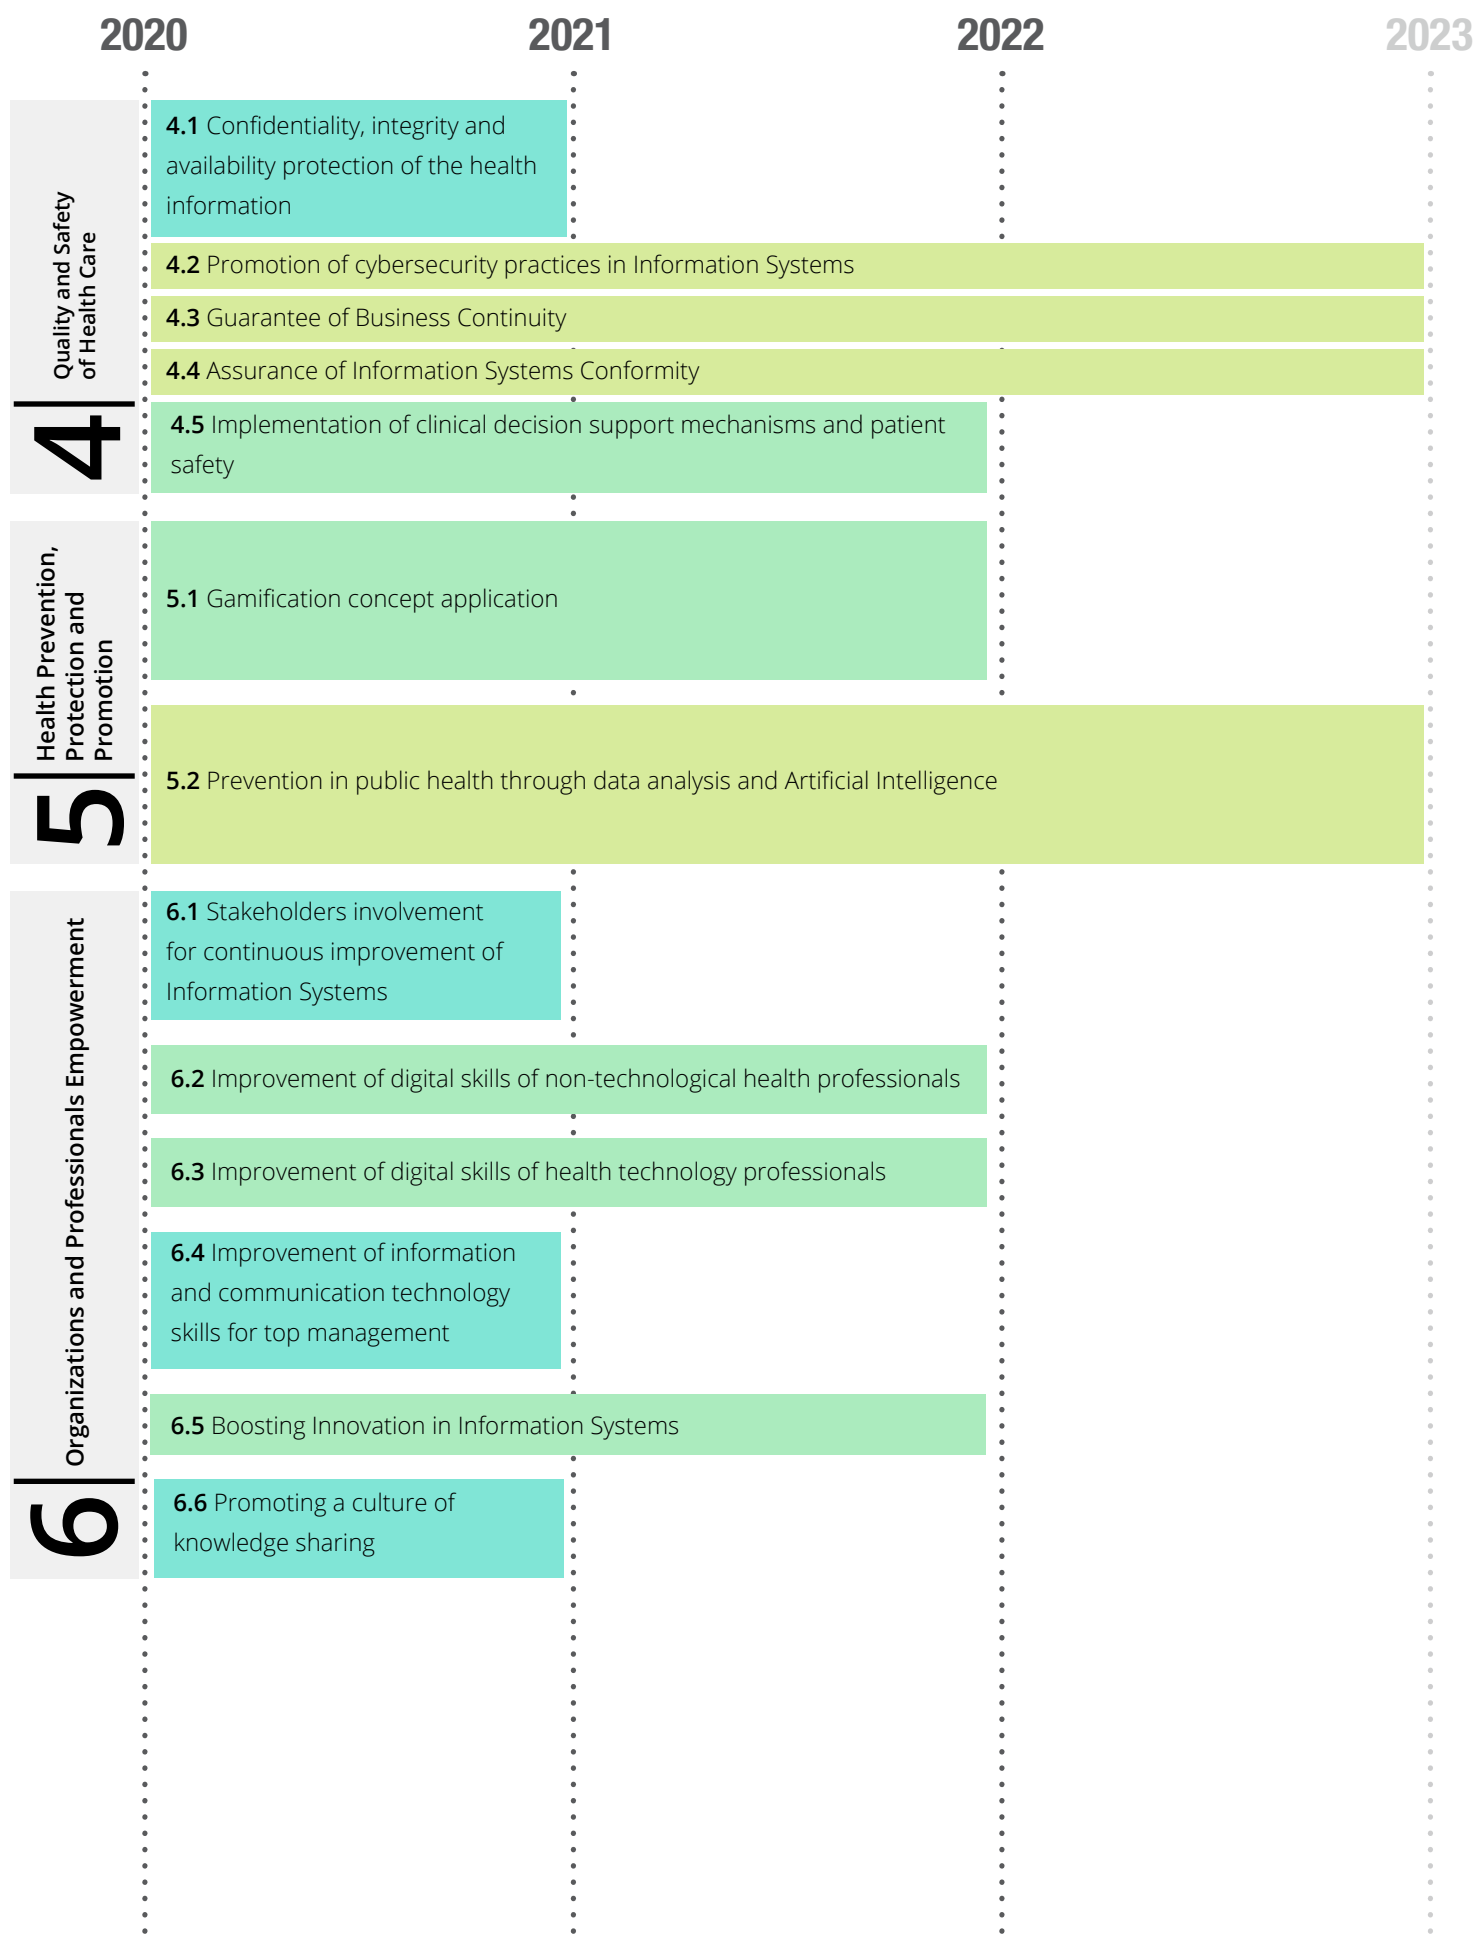 2020 2021 2022 2023
Quality and Safety
of Health Care
4
4.1 Confidentiality, integrity and
availability protection of the health
information
4.2 Promotion of cybersecurity practices in Information Systems
4.3 Guarantee of Business Continuity
4.4 Assurance of Information Systems Conformity
4.5 Implementation of clinical decision support mechanisms and patient
safety
Health Prevention,
Protection and
Promotion
5
5.1 Gamification concept application
5.2 Prevention in public health through data analysis and Artificial Intelligence
Organizations and Professionals Empowerment
6
6.1 Stakeholders involvement
for continuous improvement of
Information Systems
6.2 Improvement of digital skills of non-technological health professionals
6.3 Improvement of digital skills of health technology professionals
6.4 Improvement of information
and communication technology
skills for top management
6.5 Boosting Innovation in Information Systems
6.6 Promoting a culture of
knowledge sharing